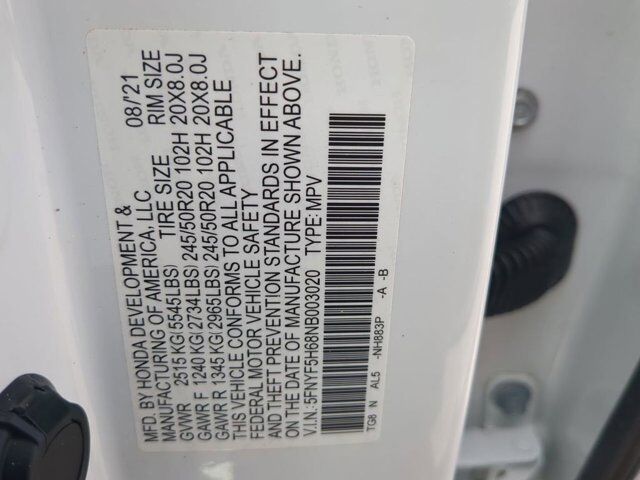 MFD. BY HONDA DEVELOPMENT & 08/'21
MANUFACTURING OF AMERICA, LLC
TIRE SIZE RIM SIZE
GVWR 2515 KG(5545LBS)
GAWR F 1240 KG(2734LBS) 245/50R20 102H 20X8.0J
GAWR R 1345 KG(2965LBS) 245/50R20 102H 20X8.0J
THIS VEHICLE CONFORMS TO ALL APPLICABLE
FEDERAL MOTOR VEHICLE SAFETY
AND THEFT PREVENTION STANDARDS IN EFFECT
ON THE DATE OF MANUFACTURE SHOWN ABOVE.
V.I.N: 5FNYF5H68NB003020 TYPE: MPV
TG8 N AL5 -NH883P -A -B